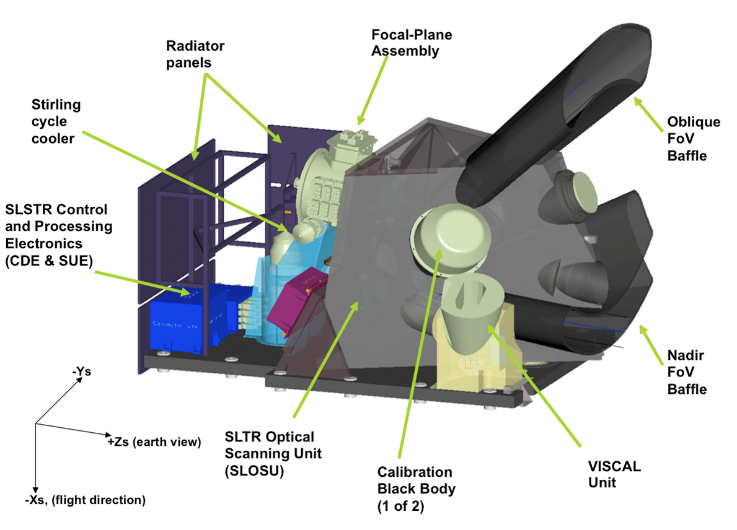 Focal-Plane
Assembly
Radiator
panels
Stirling
cycle
cooler
Oblique
FoV
Baffle
SLSTR Control
and Processing
Electronics
(CDE & SUE)
-Ys
+Zs (earth view)
-Xs, (flight direction)
SLTR Optical
Scanning Unit
(SLOSU)
Calibration
Black Body
(1 of 2)
VISCAL
Unit
Nadir
FoV
Baffle